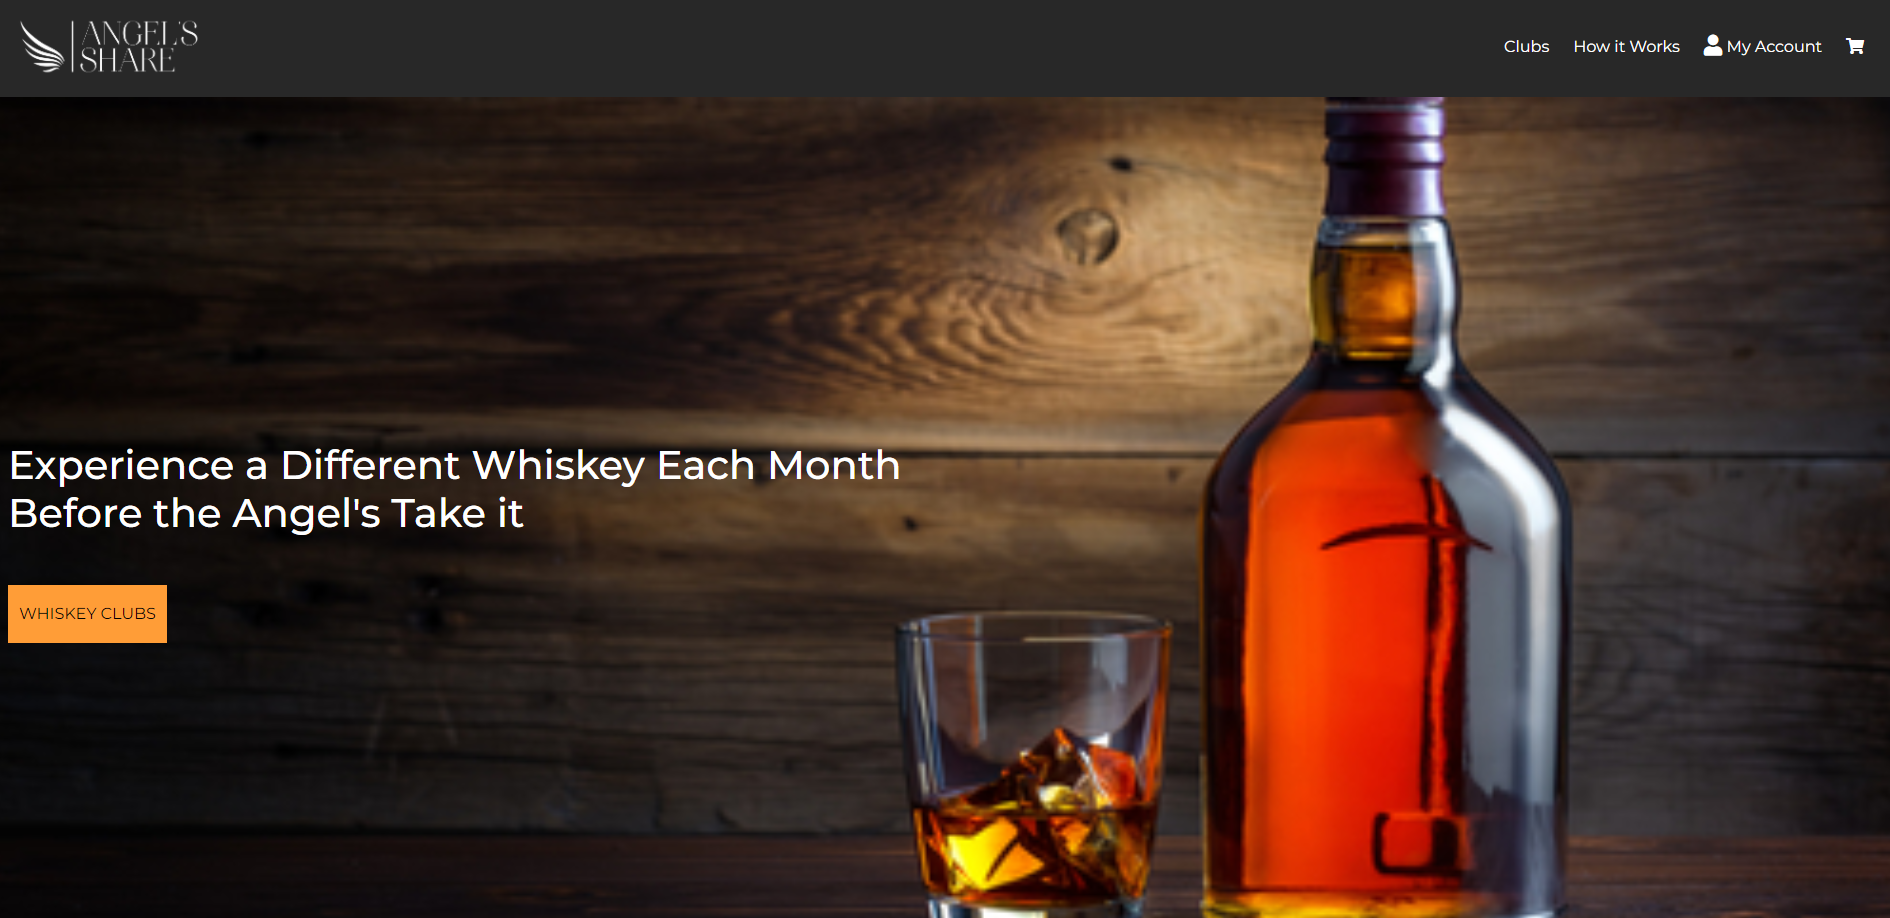 ANGEL'S
SHARE
Clubs How it Works My Account
Experience a Different Whiskey Each Month
Before the Angel's Take it
WHISKEY CLUBS